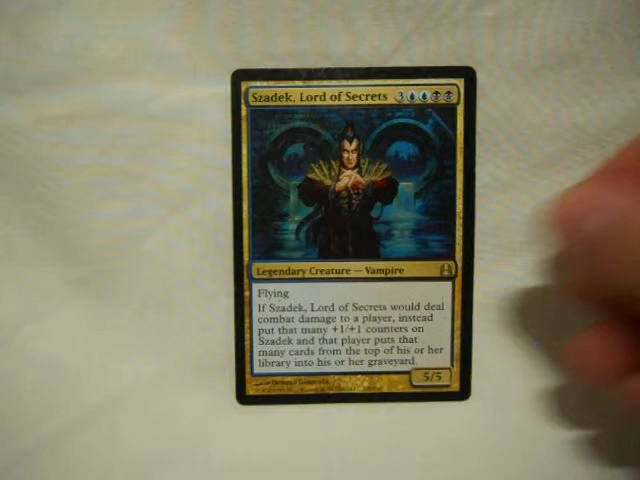 Szadek, Lord of Secrets 3
Legendary Creature — Vampire
Flying
If Szadek, Lord of Secrets would deal
combat damage to a player, instead
put that many +1/+1 counters on
Szadek and that player puts that
many cards from the top of his or her
library into his or her graveyard.
5/5